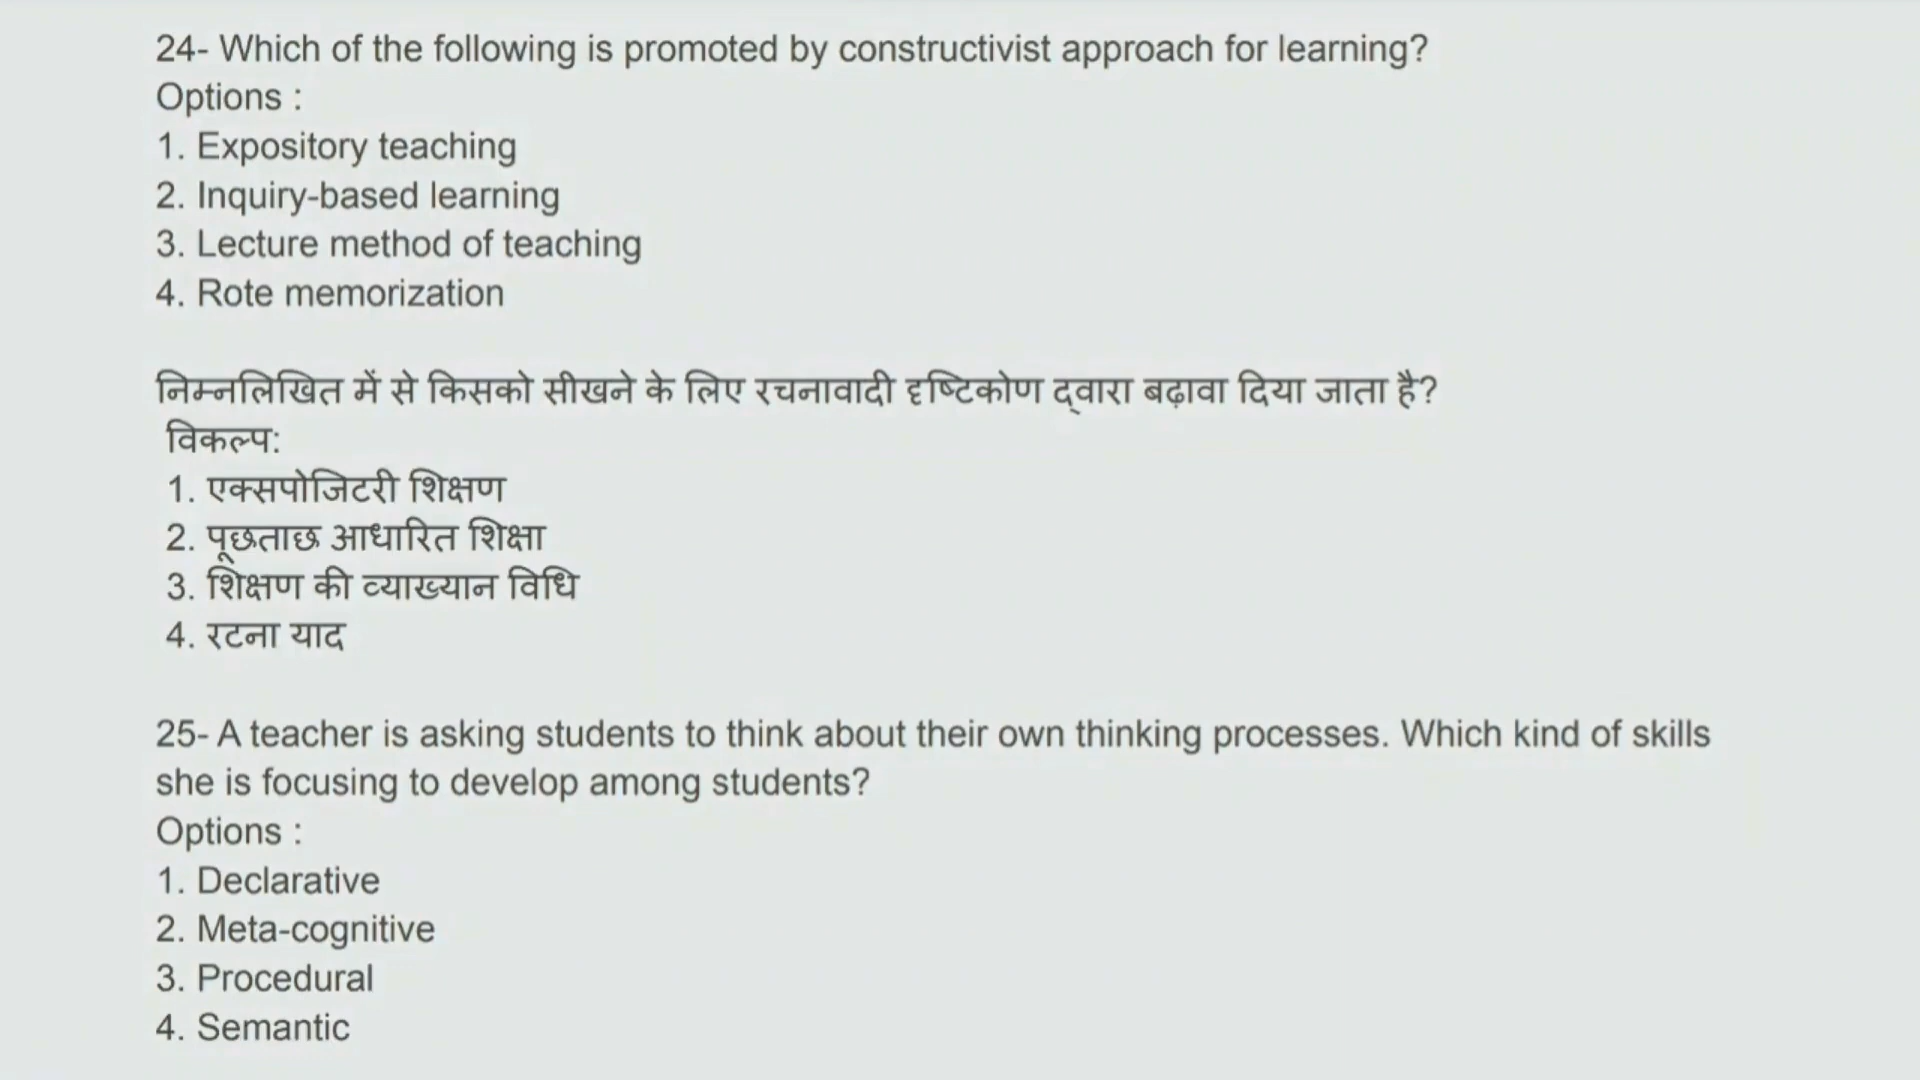 24- Which of the following is promoted by constructivist approach for learning?
Options :
1. Expository teaching
2. Inquiry-based learning
3. Lecture method of teaching
4. Rote memorization
निम्नलिखित में से किसको सीखने के लिए रचनावादी दृष्टिकोण द्वारा बढ़ावा दिया जाता है?
विकल्प:
1. एक्सपोजिटरी शिक्षण
2. पूछताछ आधारित शिक्षा
3. शिक्षण की व्याख्यान विधि
4. रटना याद
25- A teacher is asking students to think about their own thinking processes. Which kind of skills
she is focusing to develop among students?
Options :
1. Declarative
2. Meta-cognitive
3. Procedural
4. Semantic